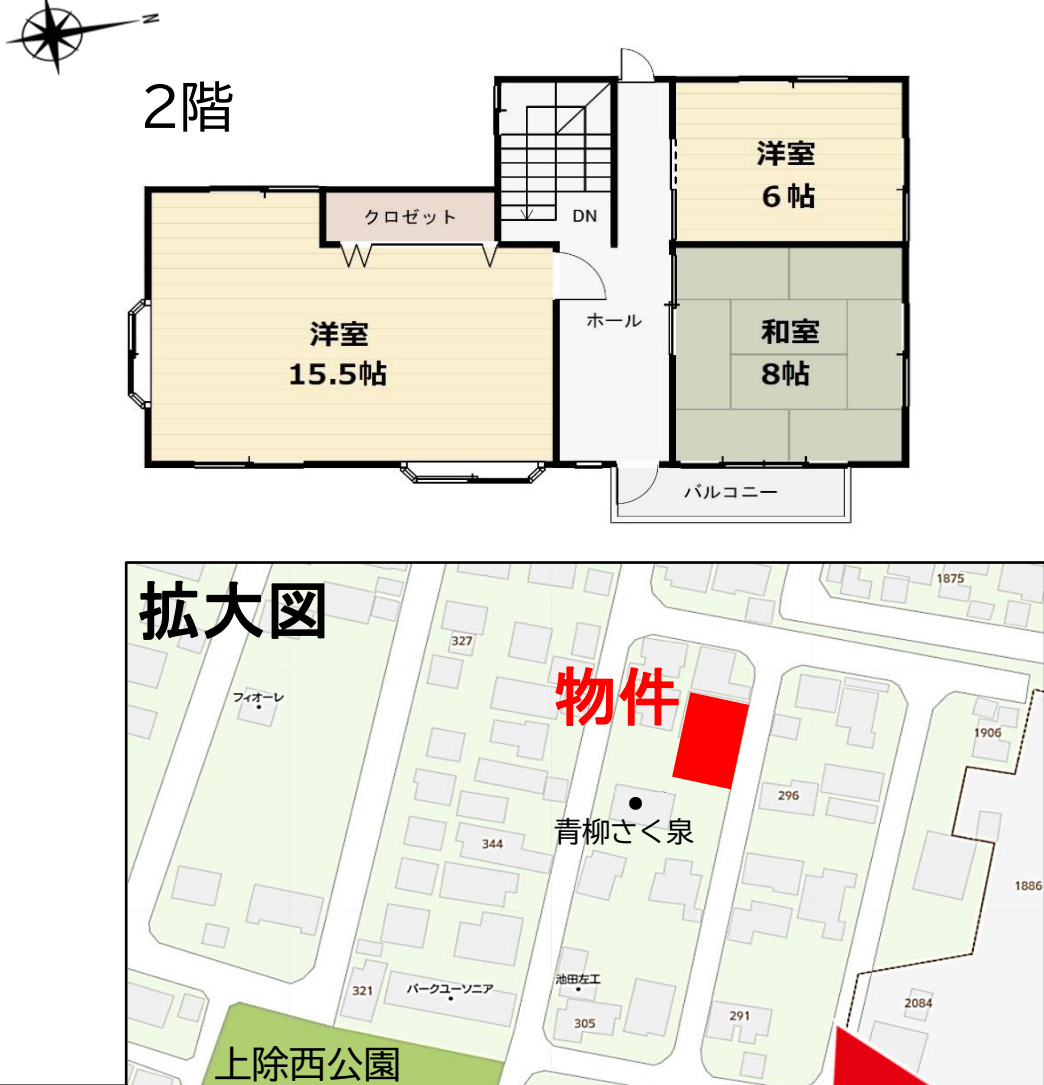 N
2階
洋室
6帖
クロゼット
DN
洋室
15.5帖
ホール
和室
8帖
バルコニー
拡大図
1875
327
物件
フィオーレ
1906
296
青柳さく泉
344
1886
321
パークユーソニア
池田左工
305
291
2084
上除西公園